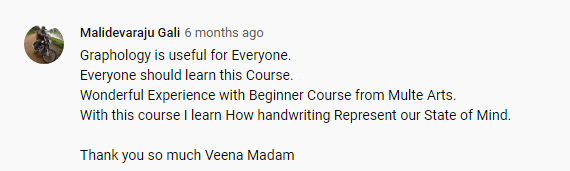 Malidevaraju Gali 6 months ago
Graphology is useful for Everyone.
Everyone should learn this Course.
Wonderful Experience with Beginner Course from Multe Arts.
With this course I learn How handwriting Represent our State of Mind.
Thank you so much Veena Madam